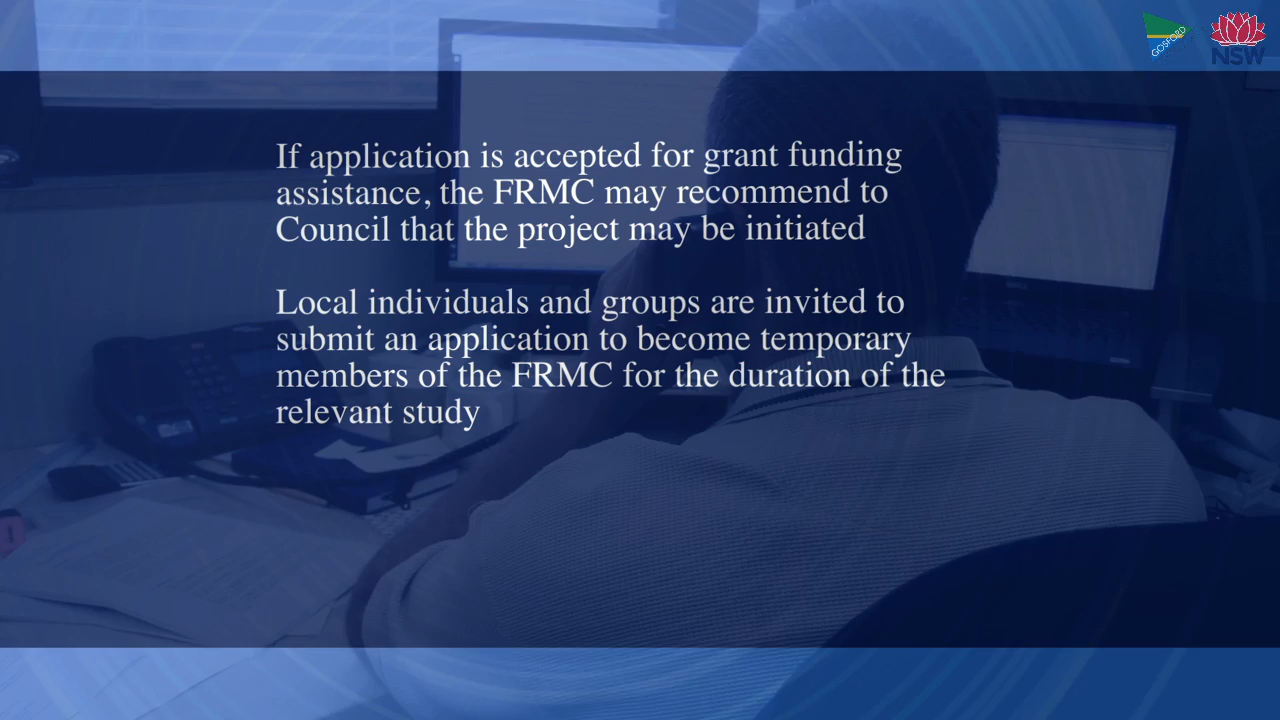 GOSFORD
NSW
If application is accepted for grant funding
assistance, the FRMC may recommend to
Council that the project may be initiated
Local individuals and groups are invited to
submit an application to become temporary
members of the FRMC for the duration of the
relevant study